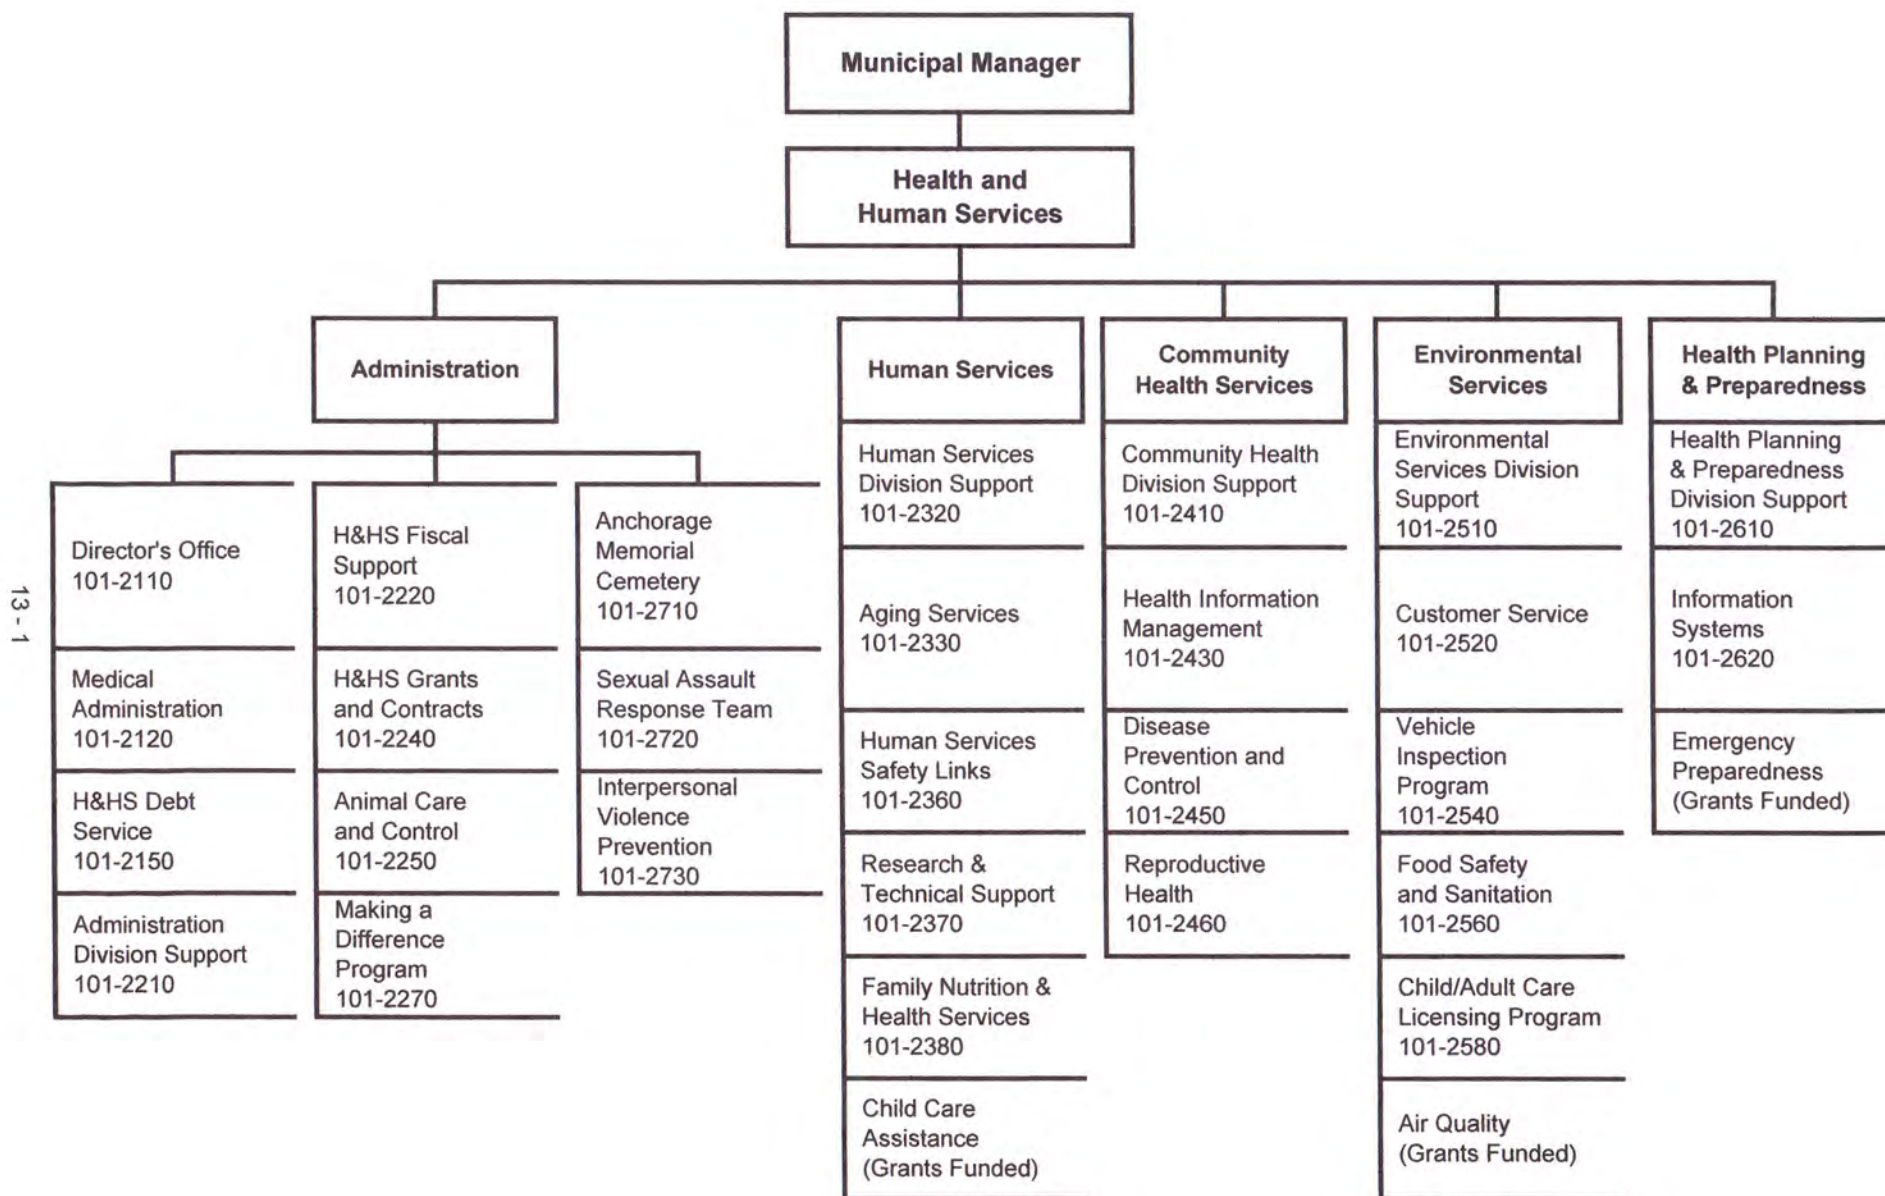 Municipal Manager
Health and
Human Services
Administration
Human Services
Community
Health Services
Environmental
Services
Health Planning
& Preparedness
Director's Office
101-2110
Medical
Administration
101-2120
H&HS Debt
Service
101-2150
Administration
Division Support
101-2210
H&HS Fiscal
Support
101-2220
H&HS Grants
and Contracts
101-2240
Animal Care
and Control
101-2250
Making a
Difference
Program
101-2270
Anchorage
Memorial
Cemetery
101-2710
Sexual Assault
Response Team
101-2720
Interpersonal
Violence
Prevention
101-2730
Human Services
Division Support
101-2320
Aging Services
101-2330
Human Services
Safety Links
101-2360
Research &
Technical Support
101-2370
Family Nutrition &
Health Services
101-2380
Child Care
Assistance
(Grants Funded)
Community Health
Division Support
101-2410
Health Information
Management
101-2430
Disease
Prevention and
Control
101-2450
Reproductive
Health
101-2460
Environmental
Services Division
Support
101-2510
Customer Service
101-2520
Vehicle
Inspection
Program
101-2540
Food Safety
and Sanitation
101-2560
Child/Adult Care
Licensing Program
101-2580
Air Quality
(Grants Funded)
Health Planning
& Preparedness
Division Support
101-2610
Information
Systems
101-2620
Emergency
Preparedness
(Grants Funded)
13 - 1